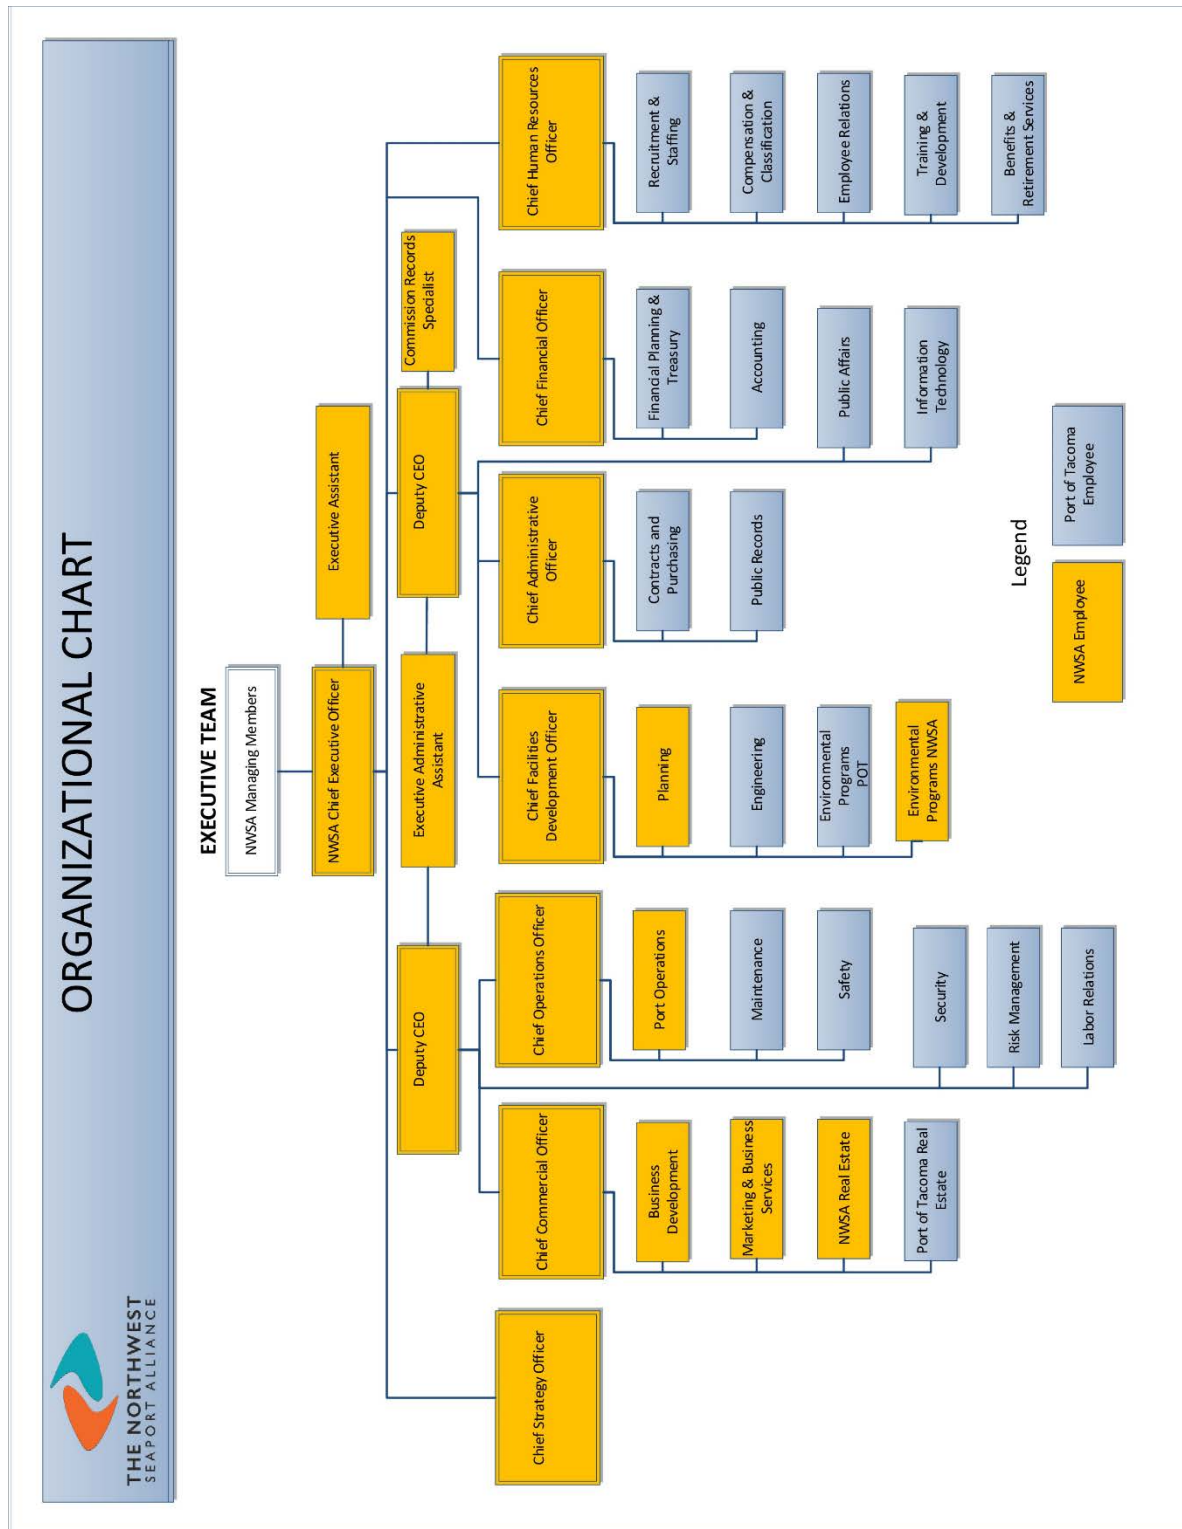 ORGANIZATIONAL CHART
THE NORTHWEST
SEAPORT ALLIANCE
EXECUTIVE TEAM
NWSA Managing Members
NWSA Chief Executive Officer
Executive Assistant
Deputy CEO
Executive Administrative
Assistant
Deputy CEO
Commission Records
Specialist
Chief Strategy Officer
Chief Commercial Officer
Business
Development
Marketing & Business
Services
NWSA Real Estate
Port of Tacoma Real
Estate
Chief Operations Officer
Port Operations
Maintenance
Safety
Security
Risk Management
Labor Relations
Chief Facilities
Development Officer
Planning
Engineering
Environmental
Programs
POT
Environmental
Programs NWSA
Chief Administrative
Officer
Contracts and
Purchasing
Public Records
Chief Financial Officer
Financial Planning &
Treasury
Accounting
Public Affairs
Information
Technology
Chief Human Resources
Officer
Recruitment &
Staffing
Compensation &
Classification
Employee Relations
Training &
Development
Benefits &
Retirement Services
Legend
NWSA Employee
Port of Tacoma
Employee